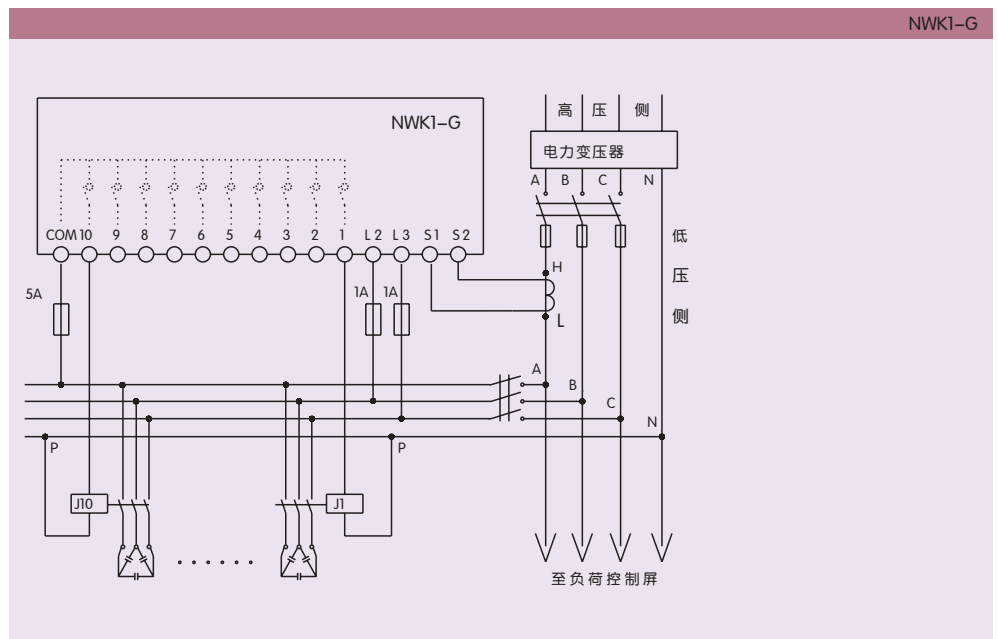 NWK1-G
NWK1-G
高 压 侧
电力变压器
A B C N
COM 10 9 8 7 6 5 4 3 2 1 L2 L3 S1 S2
低
压
侧
5A 1A 1A
H
L
A
B
C
N
P P
J10 J1
至负荷控制屏